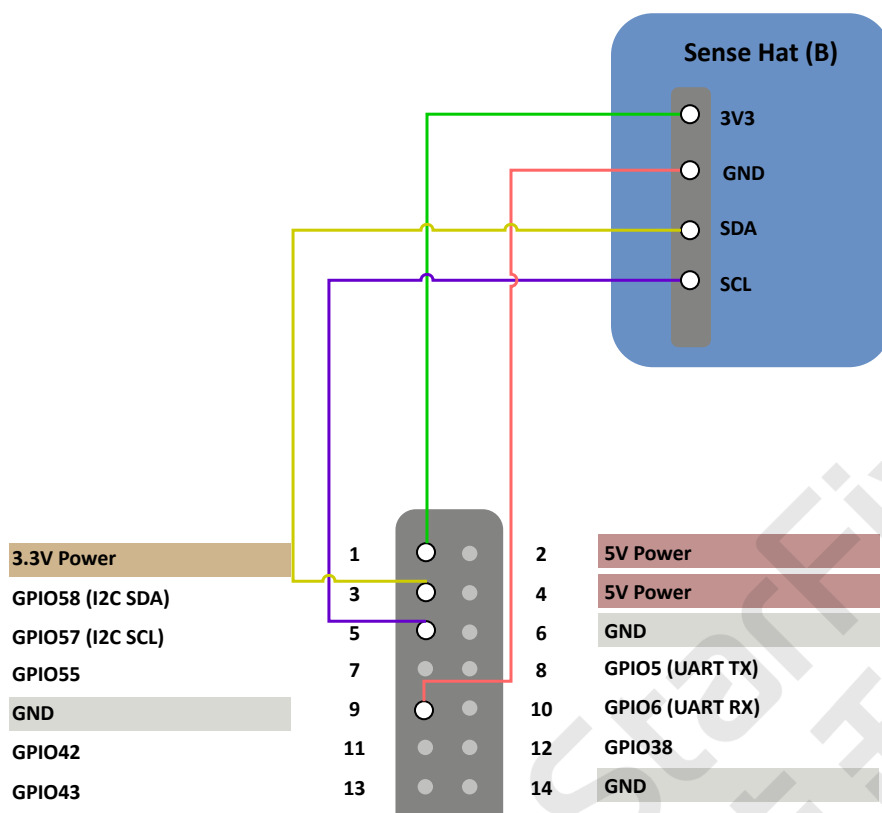 Sense Hat (B)
3V3
GND
SDA
SCL
3.3V Power 1 2 5V Power
GPIO58 (I2C SDA) 3 4 5V Power
GPIO57 (I2C SCL) 5 6 GND
GPIO55 7 8 GPIO5 (UART TX)
GND 9 10 GPIO6 (UART RX)
GPIO42 11 12 GPIO38
GPIO43 13 14 GND
StarFi